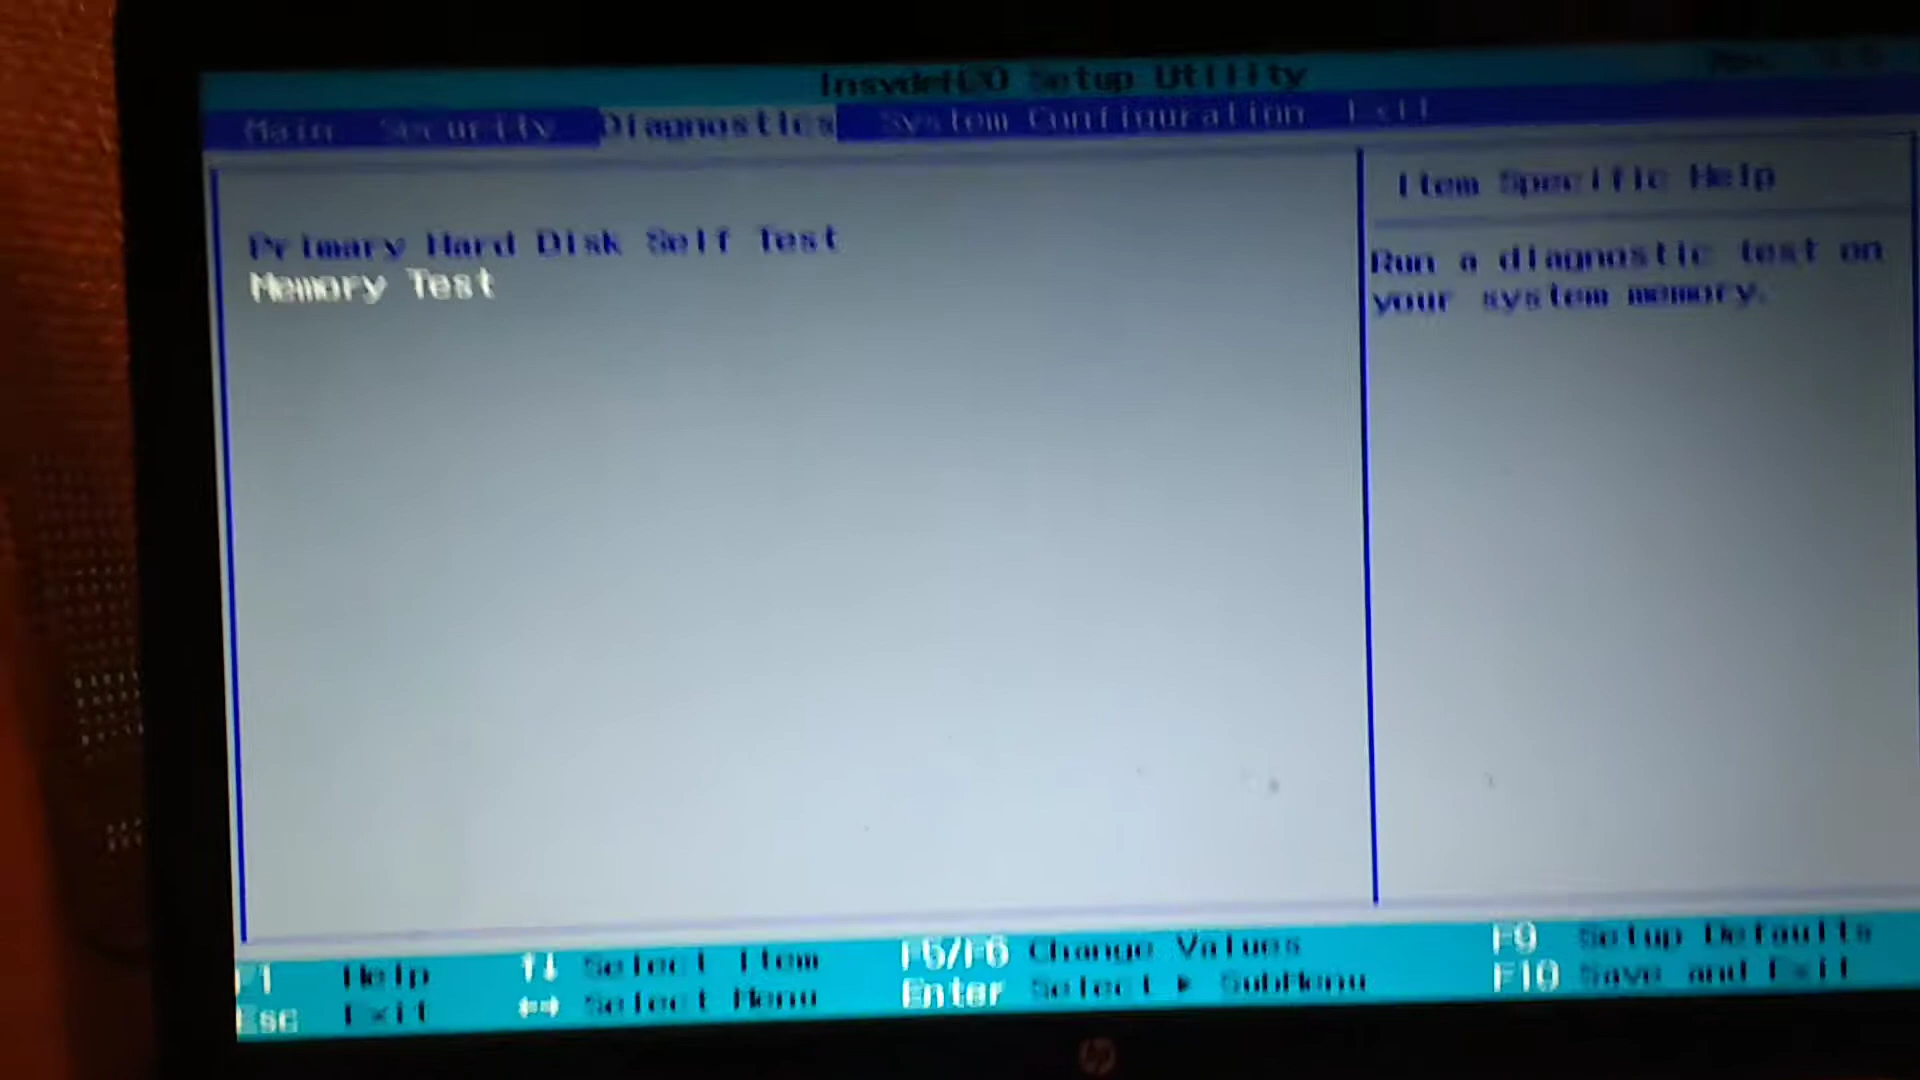 InsydeH2O Setup Utility
Main Security Diagnostics System Configuration Exit
Item Specific Help
Primary Hard Disk Self Test
Memory Test
Run a diagnostic test on
your system memory.
F1 Help ↑↓ Select Item F5/F6 Change Values F9 Setup Defaults
Esc Exit ↔ Select Menu Enter Select ▶ SubMenu F10 Save and Exit
hp